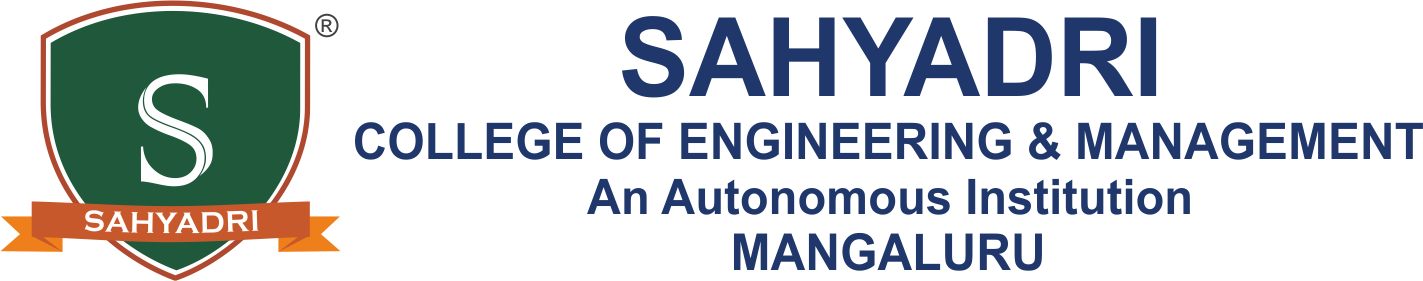 S
SAHYADRI
®
SAHYADRI
COLLEGE OF ENGINEERING & MANAGEMENT
An Autonomous Institution
MANGALURU